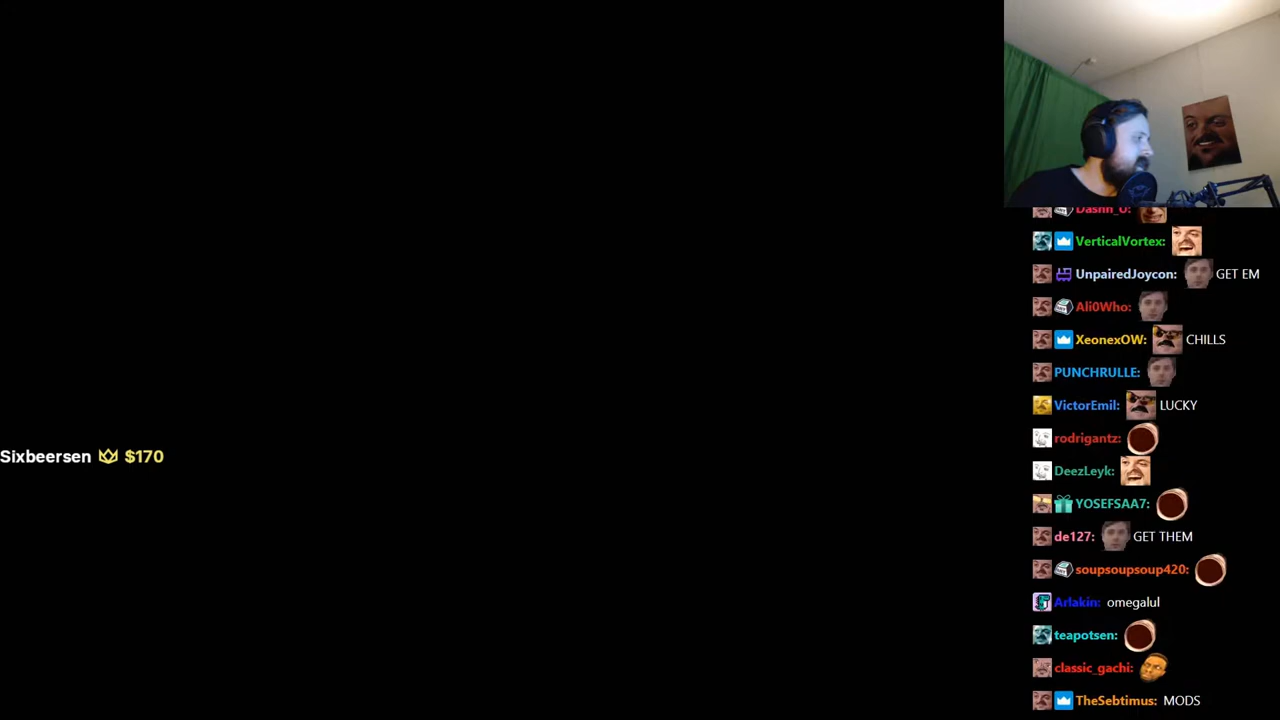 Dashh_U:
VerticalVortex:
UnpairedJoycon: GET EM
Ali0Who:
XeonexOW: CHILLS
PUNCHRULLE:
VictorEmil: LUCKY
rodrigantz:
DeezLeyk:
Sixbeersen $170
YOSEFSAA7:
de127: GET THEM
soupsoupsoup420:
Arlakin: omegalul
teapotsen:
classic_gachi:
TheSebtimus: MODS